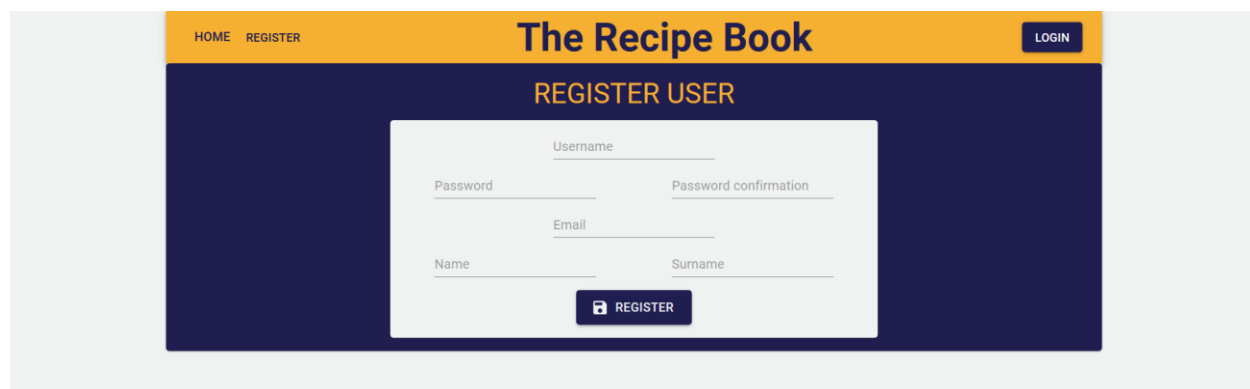 HOME REGISTER The Recipe Book LOGIN
REGISTER USER
Username
Password Password confirmation
Email
Name Surname
REGISTER